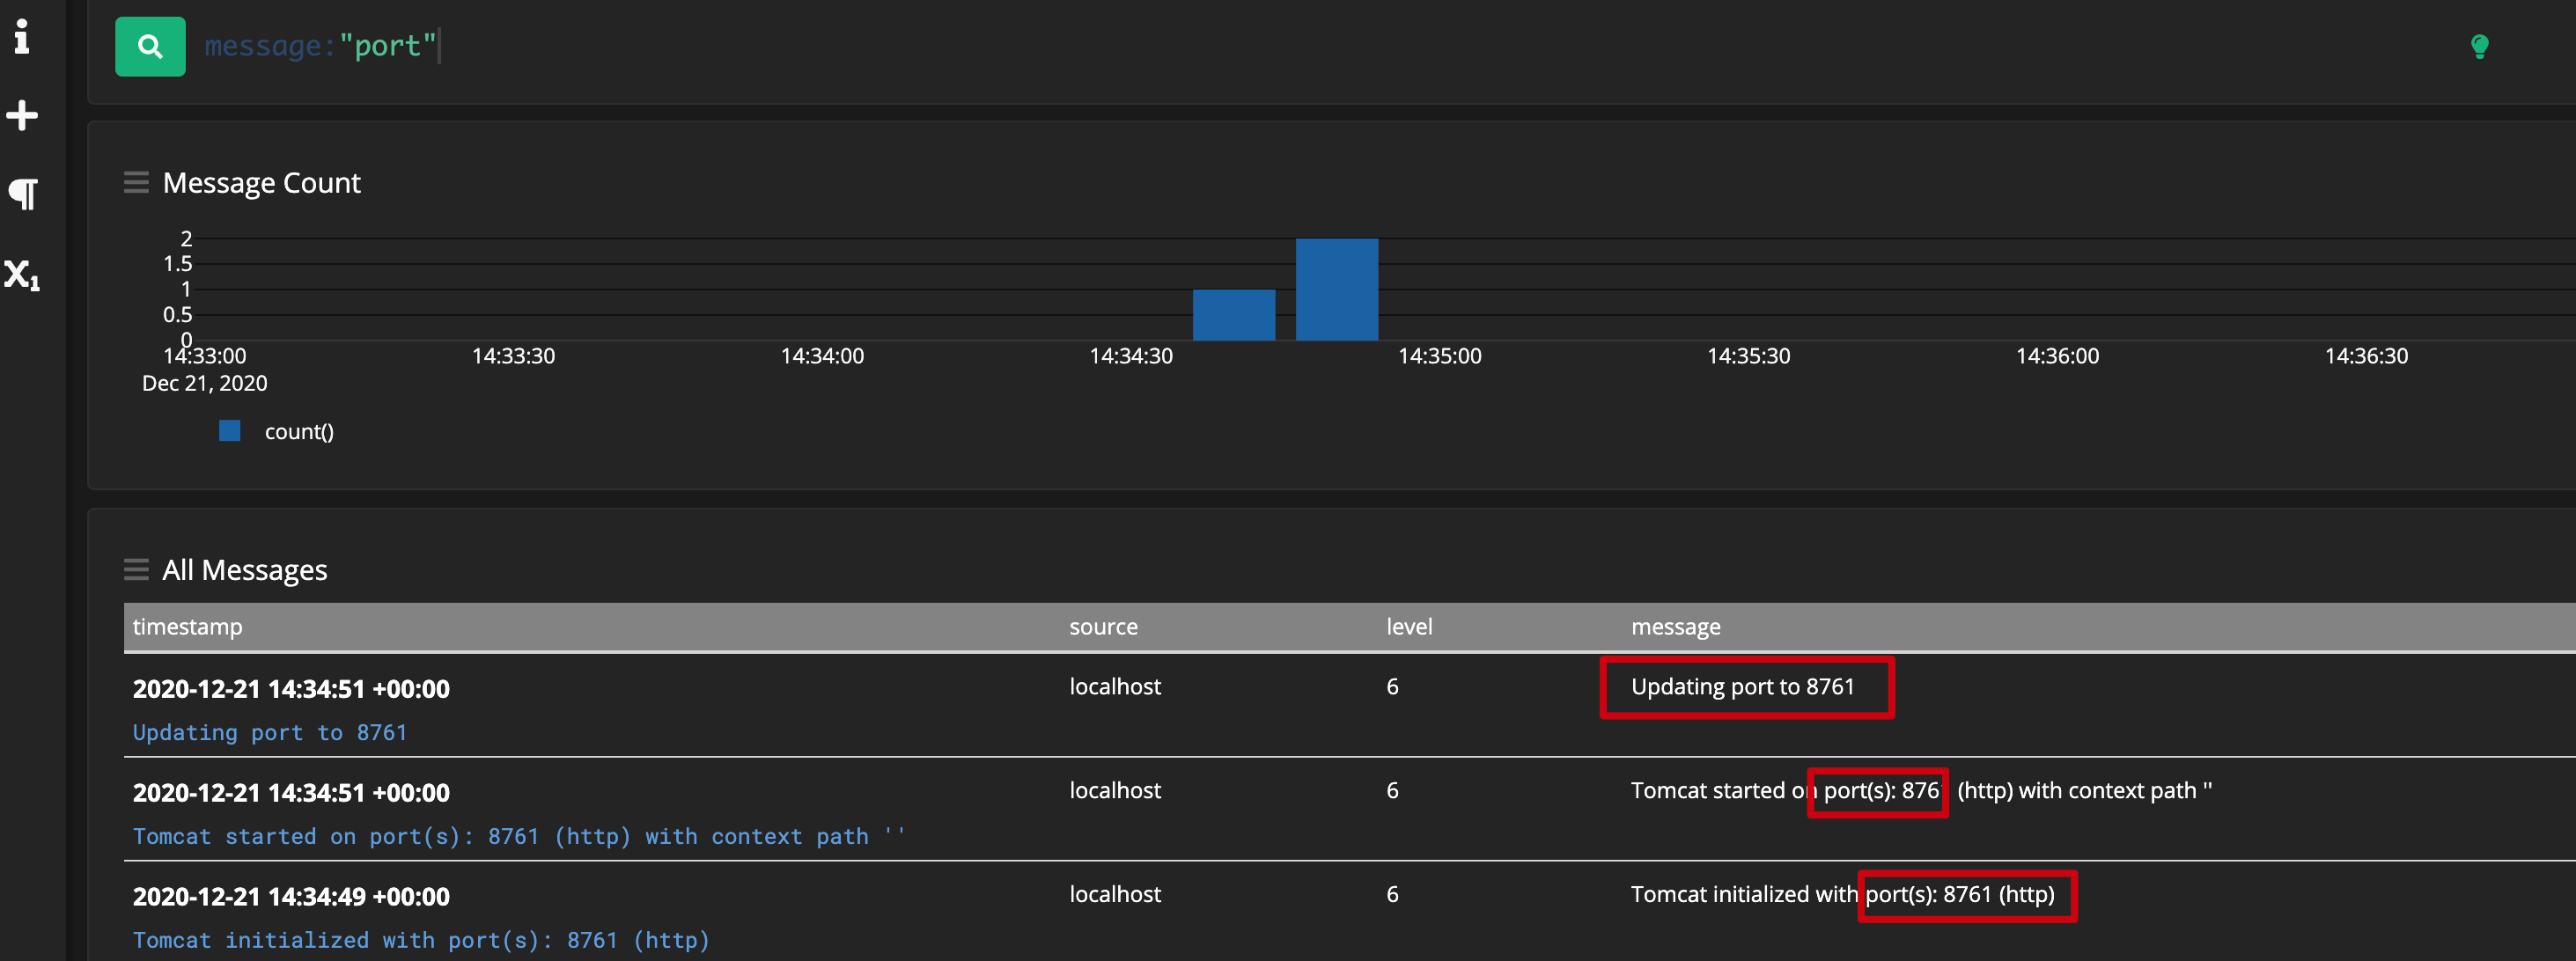 message:"port"
Message Count
2
1.5
1
0.5
0
14:33:00 14:33:30 14:34:00 14:34:30 14:35:00 14:35:30 14:36:00 14:36:30
Dec 21, 2020
count()
All Messages
timestamp source level message
2020-12-21 14:34:51 +00:00 localhost 6 Updating port to 8761
Updating port to 8761
2020-12-21 14:34:51 +00:00 localhost 6 Tomcat started on port(s): 8761 (http) with context path ''
Tomcat started on port(s): 8761 (http) with context path ''
2020-12-21 14:34:49 +00:00 localhost 6 Tomcat initialized with port(s): 8761 (http)
Tomcat initialized with port(s): 8761 (http)